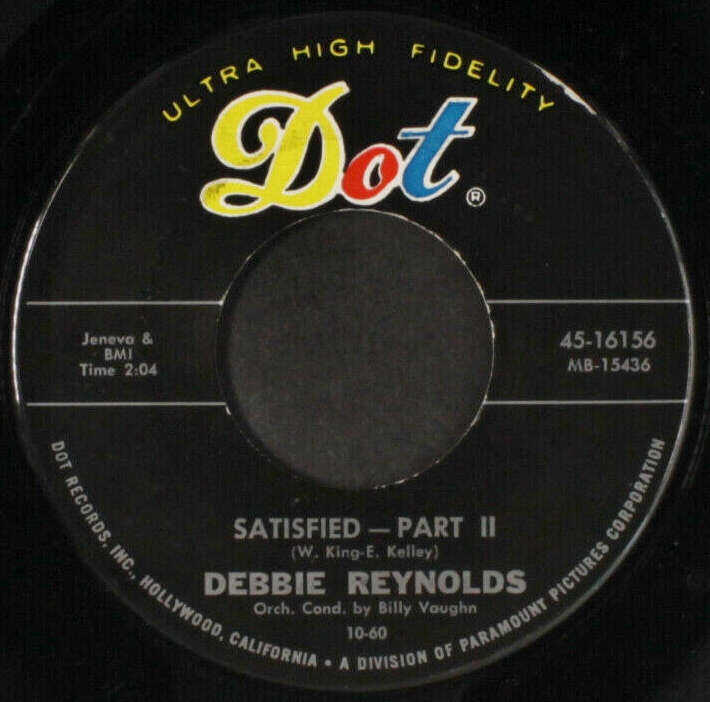 ULTRA HIGH FIDELITY
Dot®
Jeneva &
BMI
Time 2:04
45-16156
MB-15436
SATISFIED — PART II
(W. King-E. Kelley)
DEBBIE REYNOLDS
Orch. Cond. by Billy Vaughn
10-60
DOT RECORDS, INC., HOLLYWOOD, CALIFORNIA • A DIVISION OF PARAMOUNT PICTURES CORPORATION